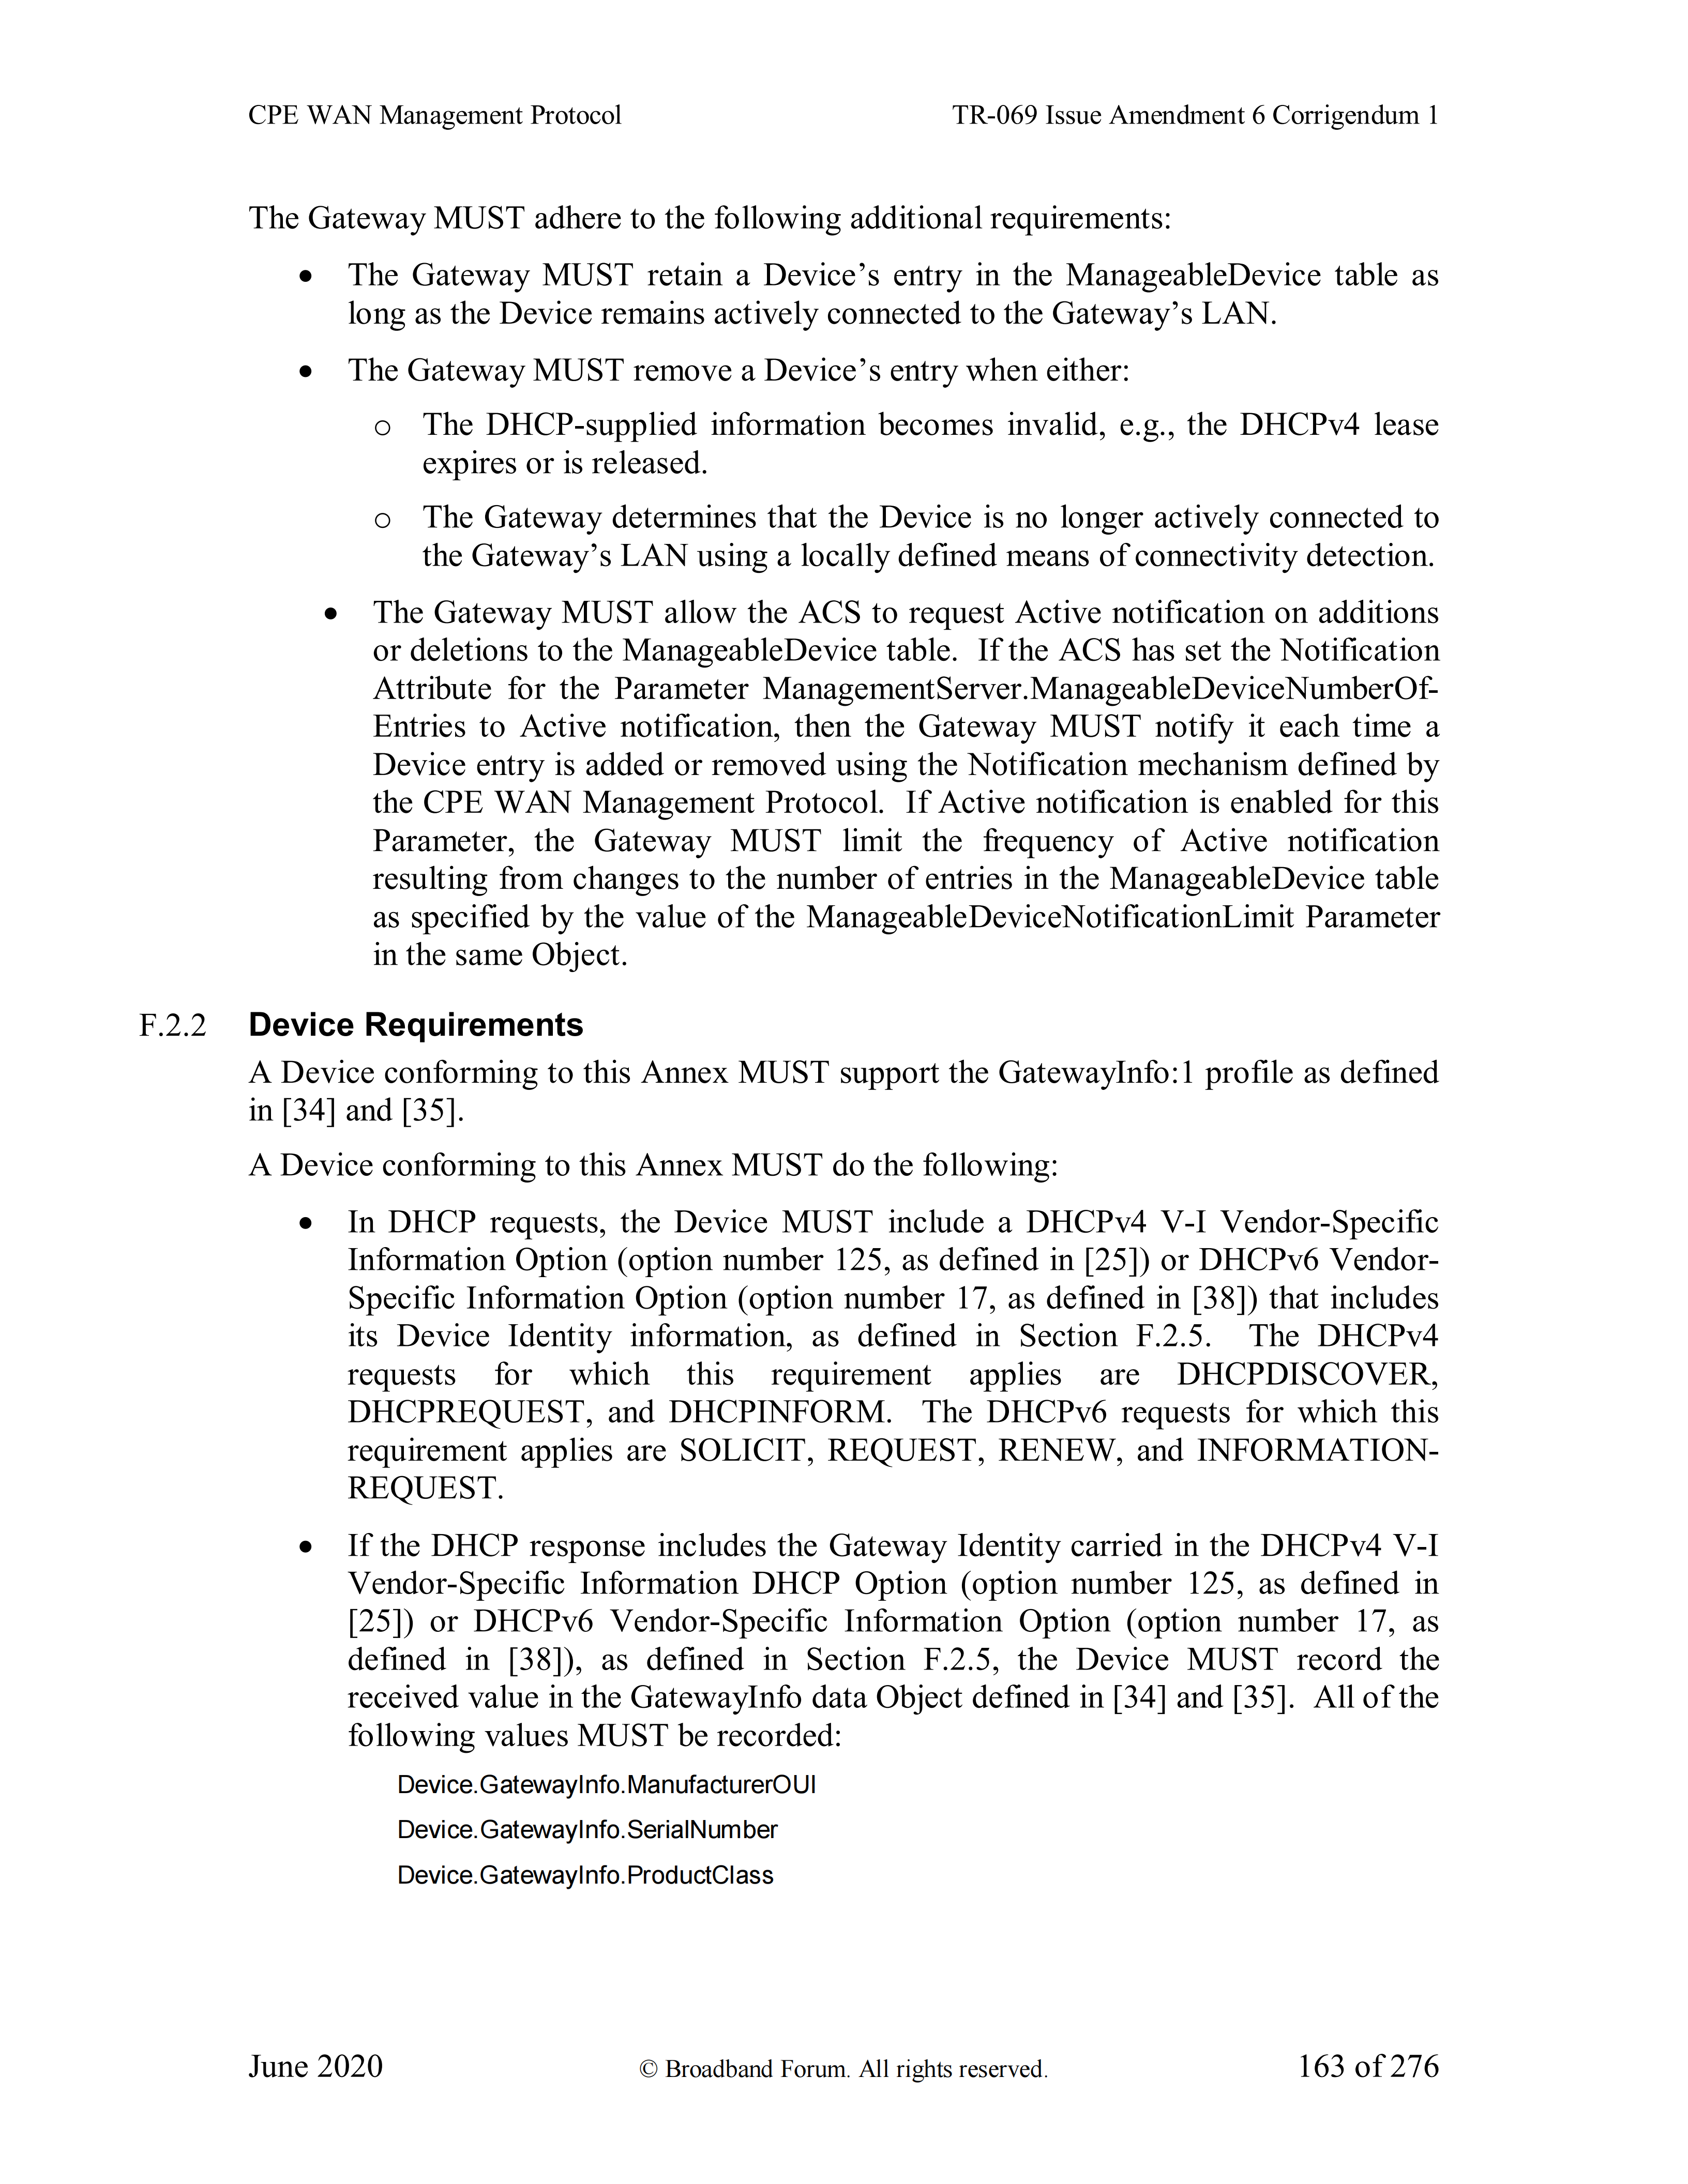 CPE WAN Management Protocol TR-069 Issue Amendment 6 Corrigendum 1
The Gateway MUST adhere to the following additional requirements:
• The Gateway MUST retain a Device’s entry in the ManageableDevice table as
long as the Device remains actively connected to the Gateway’s LAN.
• The Gateway MUST remove a Device’s entry when either:
o The DHCP-supplied information becomes invalid, e.g., the DHCPv4 lease
expires or is released.
o The Gateway determines that the Device is no longer actively connected to
the Gateway’s LAN using a locally defined means of connectivity detection.
• The Gateway MUST allow the ACS to request Active notification on additions
or deletions to the ManageableDevice table. If the ACS has set the Notification
Attribute for the Parameter ManagementServer.ManageableDeviceNumberOf-
Entries to Active notification, then the Gateway MUST notify it each time a
Device entry is added or removed using the Notification mechanism defined by
the CPE WAN Management Protocol. If Active notification is enabled for this
Parameter, the Gateway MUST limit the frequency of Active notification
resulting from changes to the number of entries in the ManageableDevice table
as specified by the value of the ManageableDeviceNotificationLimit Parameter
in the same Object.
F.2.2 Device Requirements
A Device conforming to this Annex MUST support the GatewayInfo:1 profile as defined
in [34] and [35].
A Device conforming to this Annex MUST do the following:
• In DHCP requests, the Device MUST include a DHCPv4 V-I Vendor-Specific
Information Option (option number 125, as defined in [25]) or DHCPv6 Vendor-
Specific Information Option (option number 17, as defined in [38]) that includes
its Device Identity information, as defined in Section F.2.5. The DHCPv4
requests for which this requirement applies are DHCPDISCOVER,
DHCPREQUEST, and DHCPINFORM. The DHCPv6 requests for which this
requirement applies are SOLICIT, REQUEST, RENEW, and INFORMATION-
REQUEST.
• If the DHCP response includes the Gateway Identity carried in the DHCPv4 V-I
Vendor-Specific Information DHCP Option (option number 125, as defined in
[25]) or DHCPv6 Vendor-Specific Information Option (option number 17, as
defined in [38]), as defined in Section F.2.5, the Device MUST record the
received value in the GatewayInfo data Object defined in [34] and [35]. All of the
following values MUST be recorded:
Device.GatewayInfo.ManufacturerOUI
Device.GatewayInfo.SerialNumber
Device.GatewayInfo.ProductClass
June 2020 © Broadband Forum. All rights reserved. 163 of 276